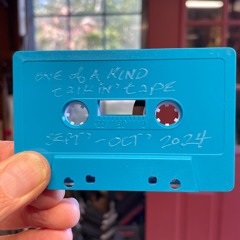 ONE of A KIND
talkin' tape
SEPT - OCT 2024